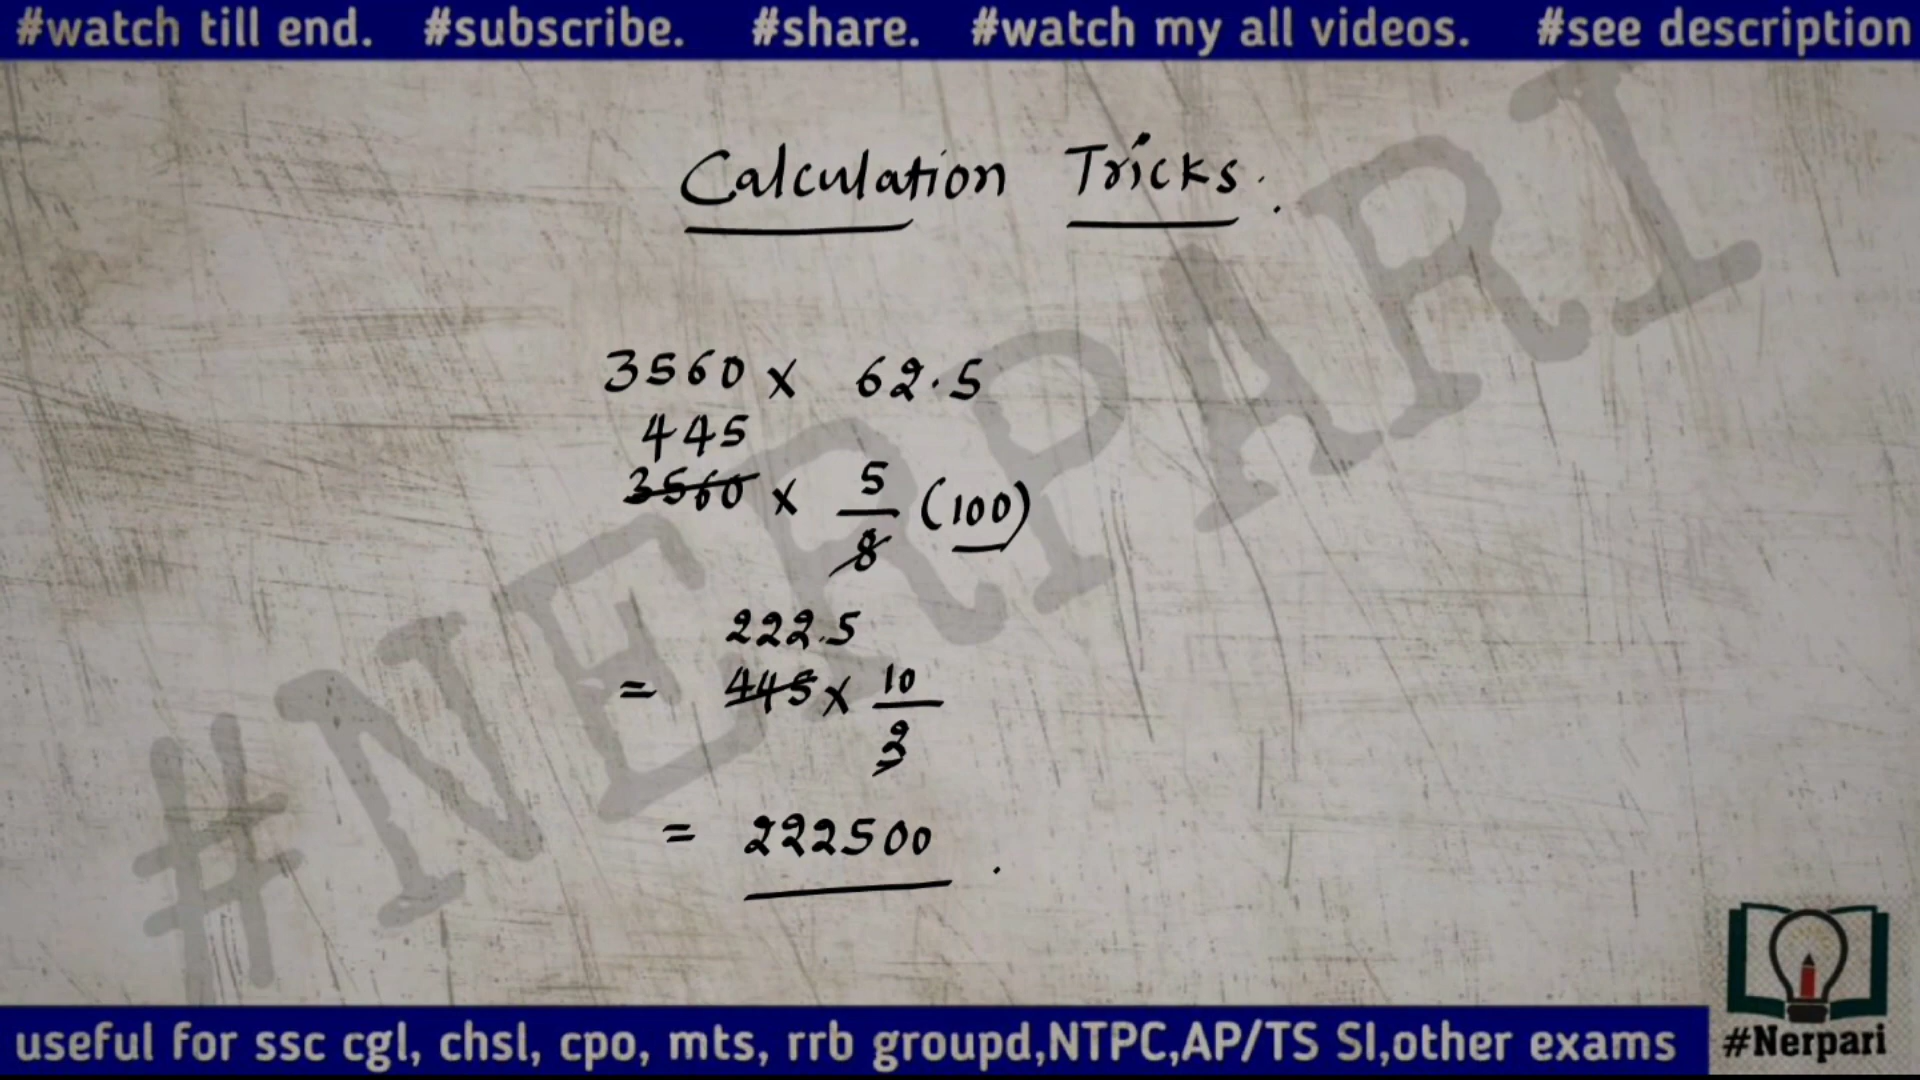 #watch till end. #subscribe. #share. #watch my all videos. #see description
Calculation Tricks.
3560 x 62.5
445
3560 x 5/8 (100)
222.5
= 445 x 10/2
= 222500.
#NERPARI
#Nerpari
useful for ssc cgl, chsl, cpo, mts, rrb groupd,NTPC,AP/TS SI,other exams